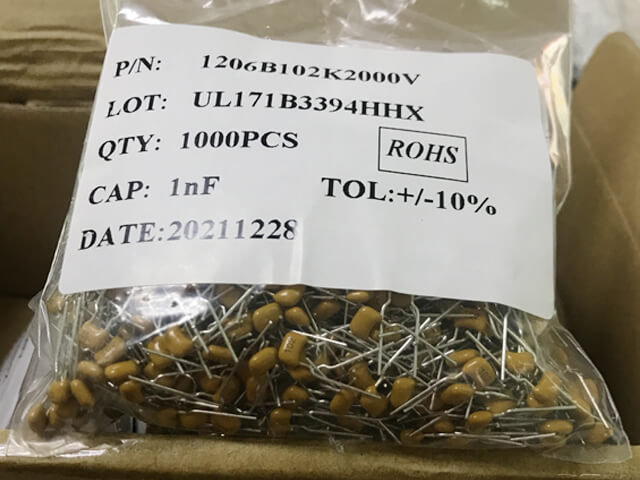 P/N: 1206B102K2000V
LOT: UL171B3394HHX
QTY: 1000PCS
ROHS
CAP: 1nF TOL:+/-10%
DATE:20211228